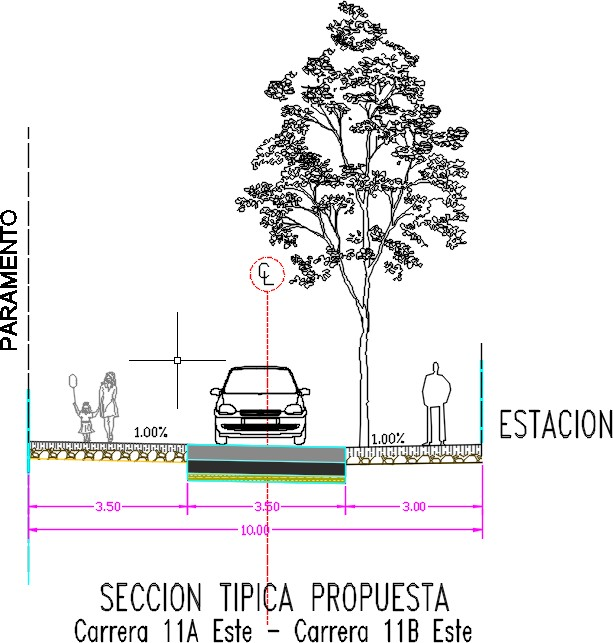 PARAMENTO
℄
1.00%
1.00%
ESTACION
3.50
3.50
3.00
10.00
SECCION TIPICA PROPUESTA
Carrera 11A Este - Carrera 11B Este